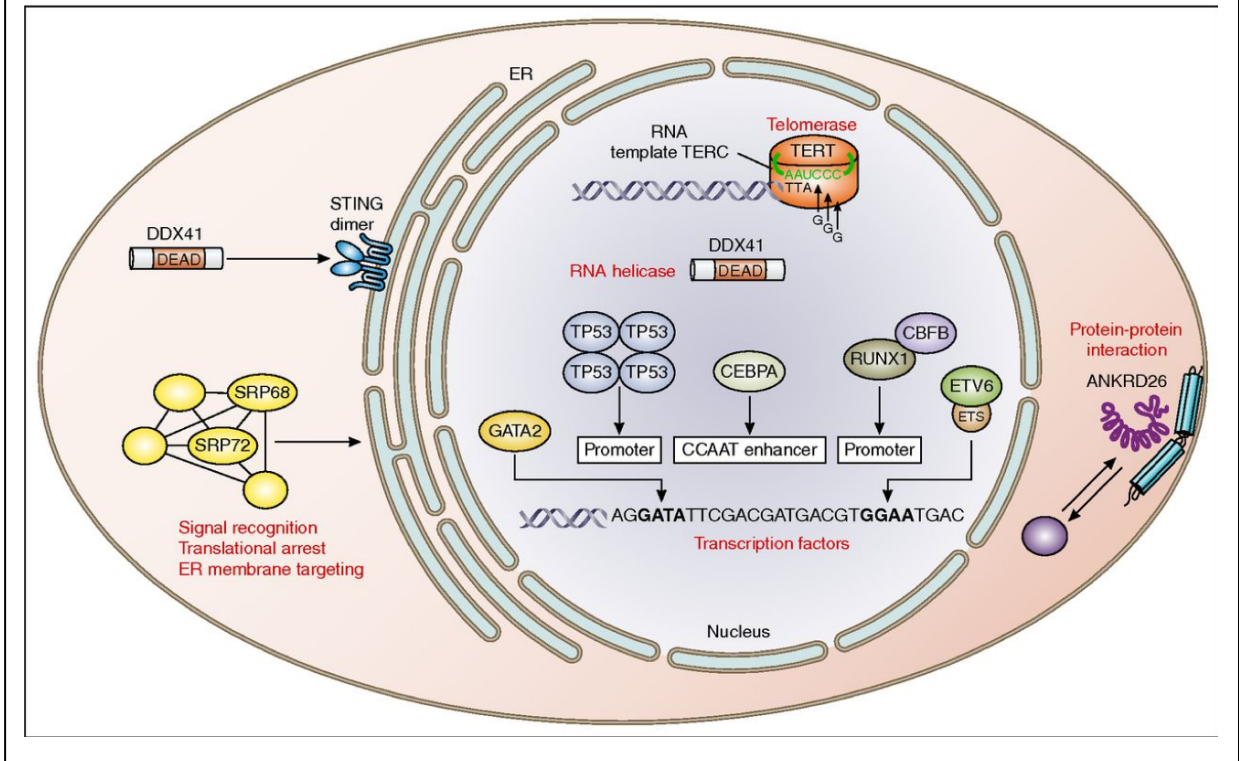 ER
RNA
template TERC
Telomerase
TERT
AAUCCC
TTA
G
G
G
STING
dimer
DDX41
DEAD
DDX41
RNA helicase
DEAD
TP53 TP53
TP53 TP53
CEBPA
CBFB
RUNX1
ETV6
ETS
GATA2
Promoter
CCAAT enhancer
Promoter
AGGATATTCGACGATGACGTGGAATGAC
Transcription factors
SRP68
SRP72
Signal recognition
Translational arrest
ER membrane targeting
Protein-protein
interaction
ANKRD26
Nucleus